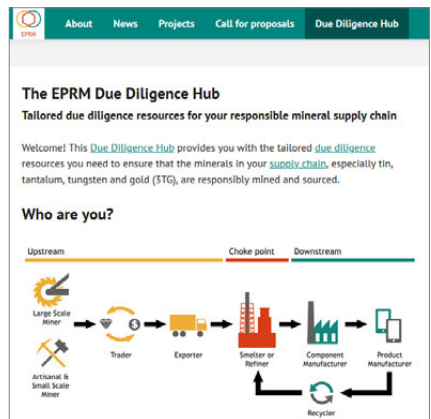 EPRM
About News Projects Call for proposals Due Diligence Hub
The EPRM Due Diligence Hub
Tailored due diligence resources for your responsible mineral supply chain
Welcome! This Due Diligence Hub provides you with the tailored due diligence
resources you need to ensure that the minerals in your supply chain, especially tin,
tantalum, tungsten and gold (3TG), are responsibly mined and sourced.
Who are you?
Upstream Choke point Downstream
Large Scale
Miner
Artisanal &
Small Scale
Miner
$
Trader
Exporter
Smelter or
Refiner
Component
Manufacturer
Product
Manufacturer
Recycler